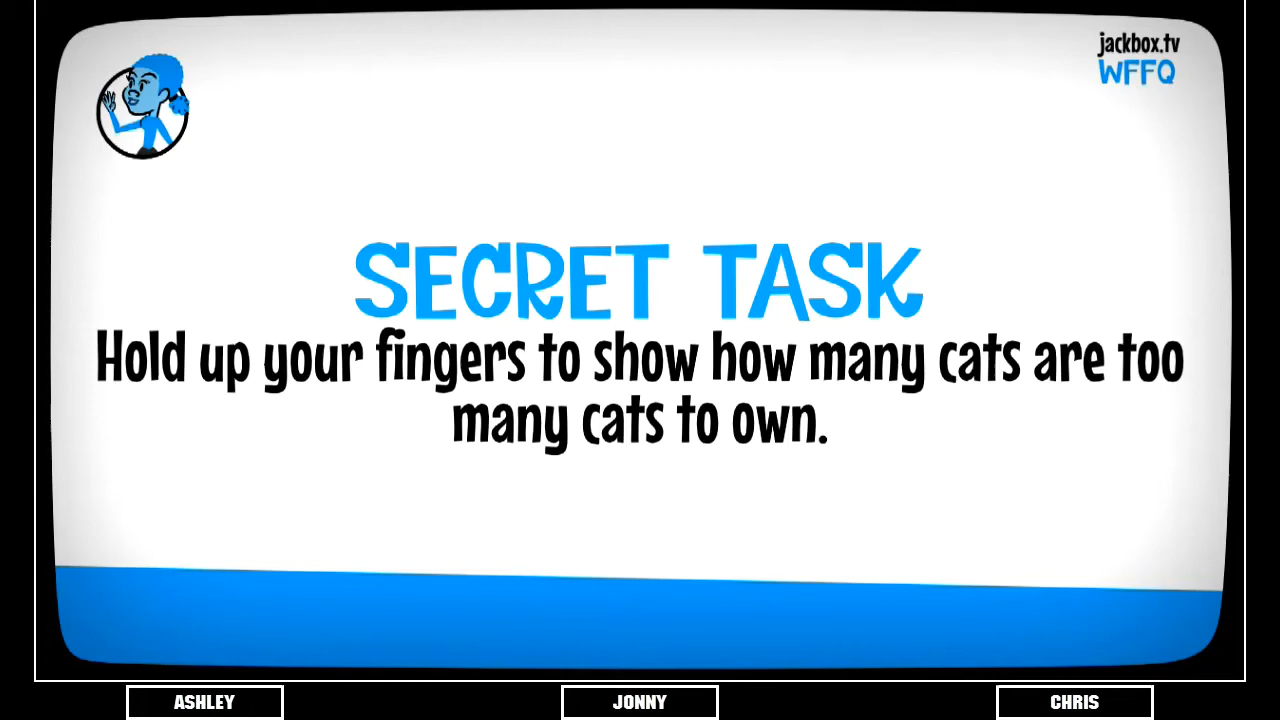 jackbox.tv
WFFQ
SECRET TASK
Hold up your fingers to show how many cats are too
many cats to own.
ASHLEY
JONNY
CHRIS